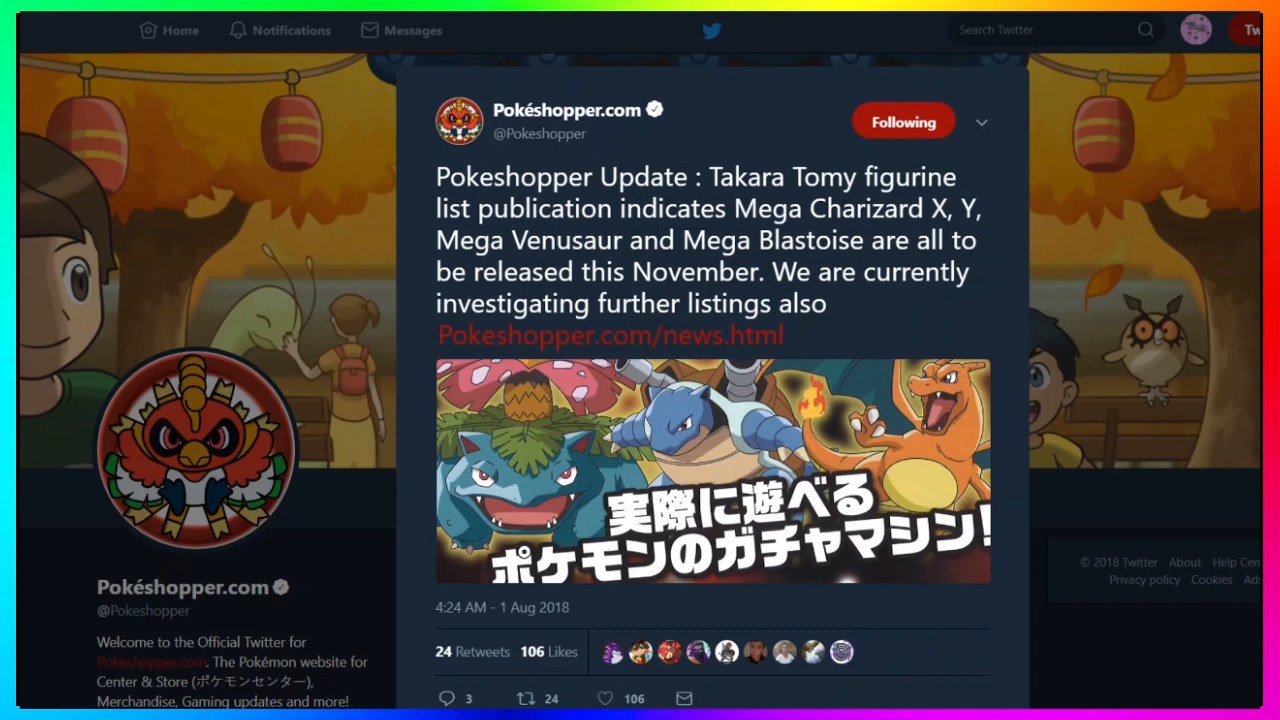 Home
Notifications
Messages
Search Twitter
Tw
Pokéshopper.com
@Pokeshopper
Following
Pokeshopper Update : Takara Tomy figurine
list publication indicates Mega Charizard X, Y,
Mega Venusaur and Mega Blastoise are all to
be released this November. We are currently
investigating further listings also
Pokeshopper.com/news.html
実際に遊べる
ポケモンのガチャマシン!
4:24 AM - 1 Aug 2018
24 Retweets 106 Likes
3
24
106
Pokéshopper.com
@Pokeshopper
Welcome to the Official Twitter for
Pokeshopper.com. The Pokémon website for
Center & Store (ポケモンセンター),
Merchandise, Gaming updates and more!
© 2018 Twitter About Help Cen
Privacy policy Cookies Ads